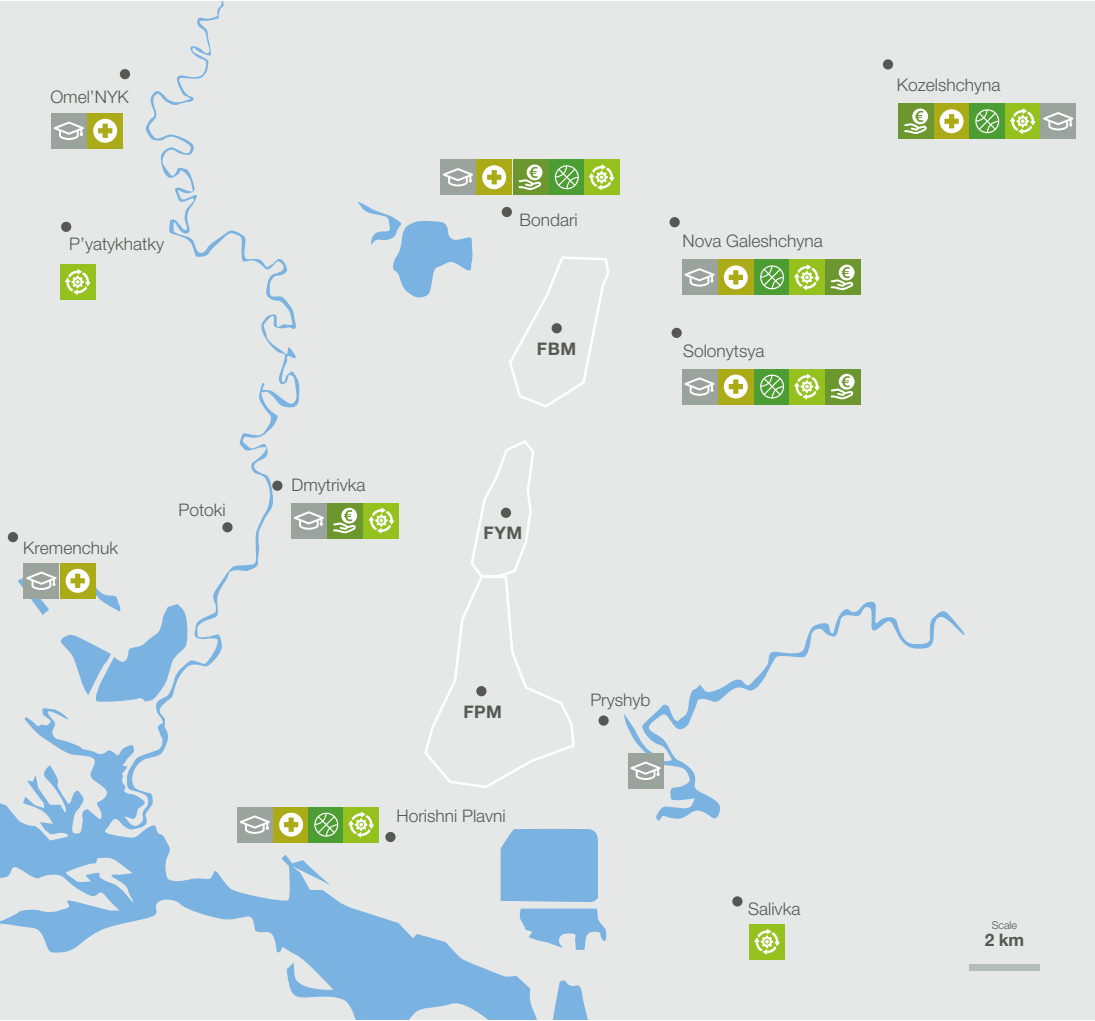 Omel’NYK
Kozelshchyna
Bondari
P’yatykhatky
Nova Galeshchyna
FBM
Solonytsya
Dmytrivka
Potoki
FYM
Kremenchuk
Pryshyb
FPM
Horishni Plavni
Salivka
Scale
2 km